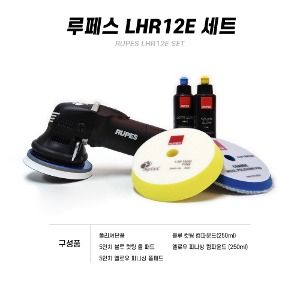 루페스 LHR12E 세트
RUPES LHR12E SET
RUPES
구성품
폴리셔단품
블루 컷팅 컴파운드(250ml)
5인치 블루 컷팅 울 패드
옐로우 피니싱 컴파운드 (250ml)
5인치 옐로우 피니싱 폼패드